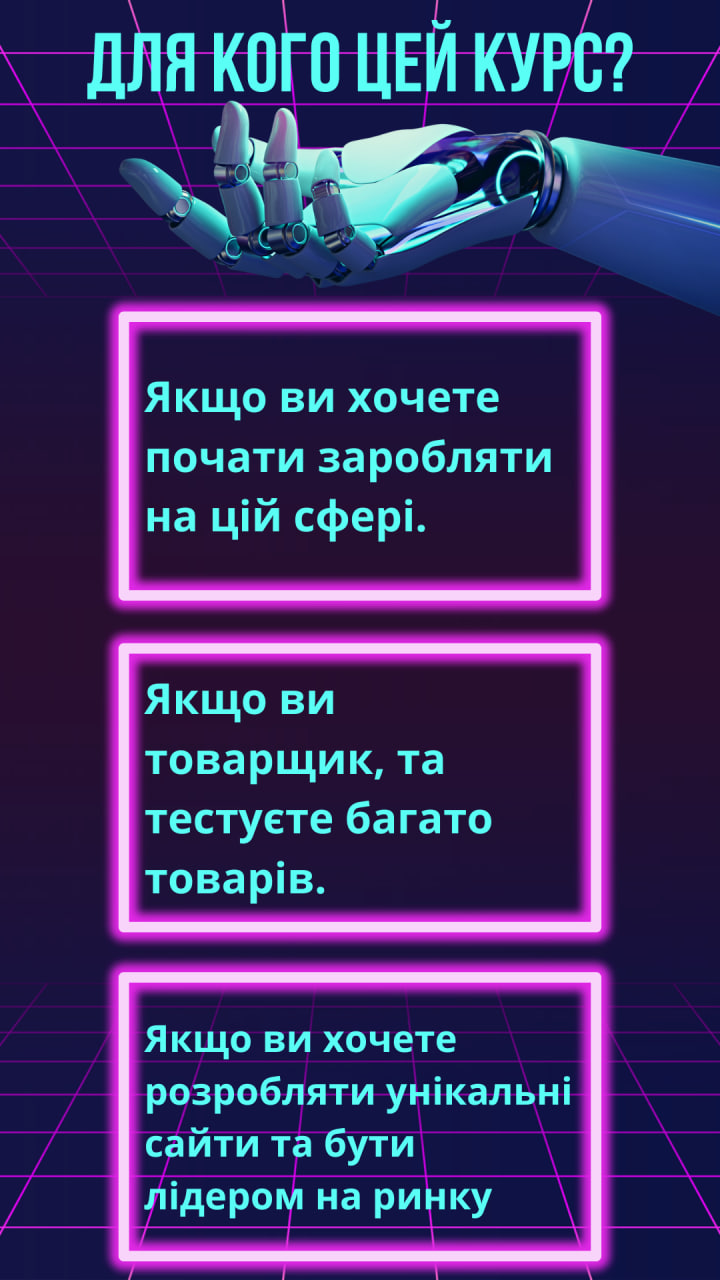 ДЛЯ КОГО ЦЕЙ КУРС?
Якщо ви хочете
почати заробляти
на цій сфері.
Якщо ви
товарщик, та
тестуєте багато
товарів.
Якщо ви хочете
розробляти унікальні
сайти та бути
лідером на ринку